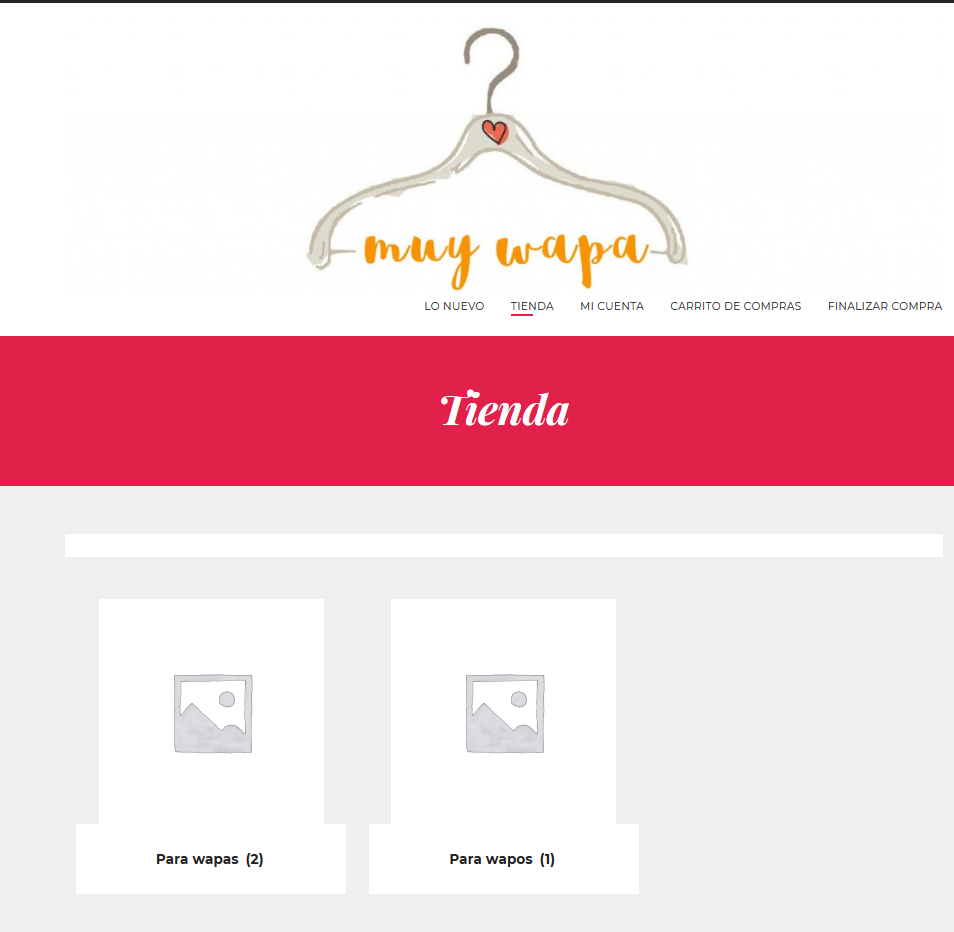 muy wapa
LO NUEVO TIENDA MI CUENTA CARRITO DE COMPRAS FINALIZAR COMPRA
Tienda
Para wapas (2) Para wapos (1)